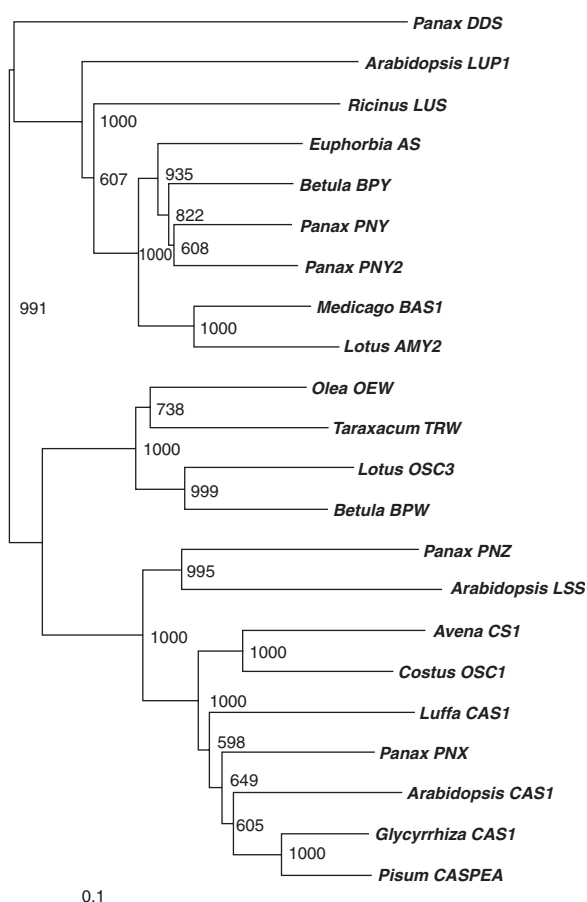 Panax DDS
Arabidopsis LUP1
Ricinus LUS
1000
Euphorbia AS
935
Betula BPY
607
822
Panax PNY
608
1000
Panax PNY2
991
Medicago BAS1
1000
Lotus AMY2
Olea OEW
738
Taraxacum TRW
1000
Lotus OSC3
999
Betula BPW
Panax PNZ
995
Arabidopsis LSS
Avena CS1
1000
1000
Costus OSC1
1000
Luffa CAS1
598
Panax PNX
649
Arabidopsis CAS1
605
Glycyrrhiza CAS1
1000
Pisum CASPEA
0.1